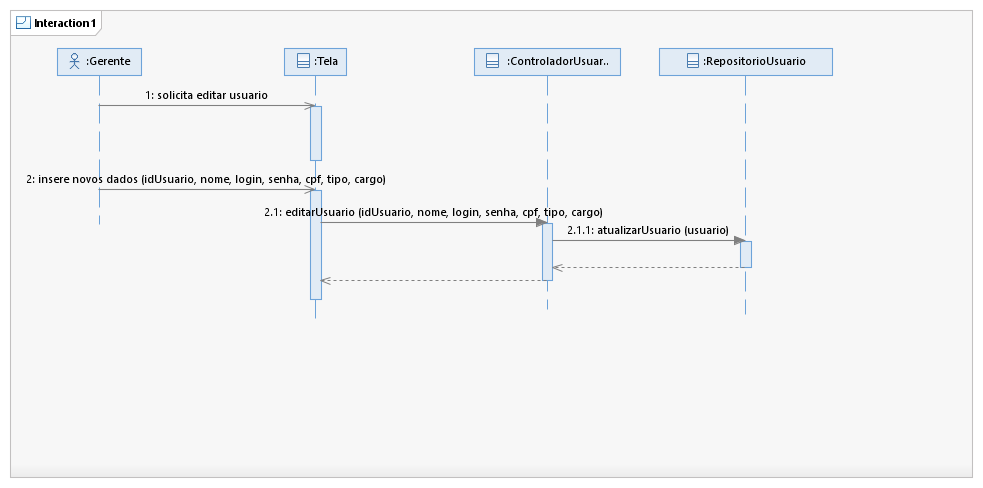 Interaction1
:Gerente
:Tela
:ControladorUsuar..
:RepositorioUsuario
1: solicita editar usuario
2: insere novos dados (idUsuario, nome, login, senha, cpf, tipo, cargo)
2.1: editarUsuario (idUsuario, nome, login, senha, cpf, tipo, cargo)
2.1.1: atualizarUsuario (usuario)